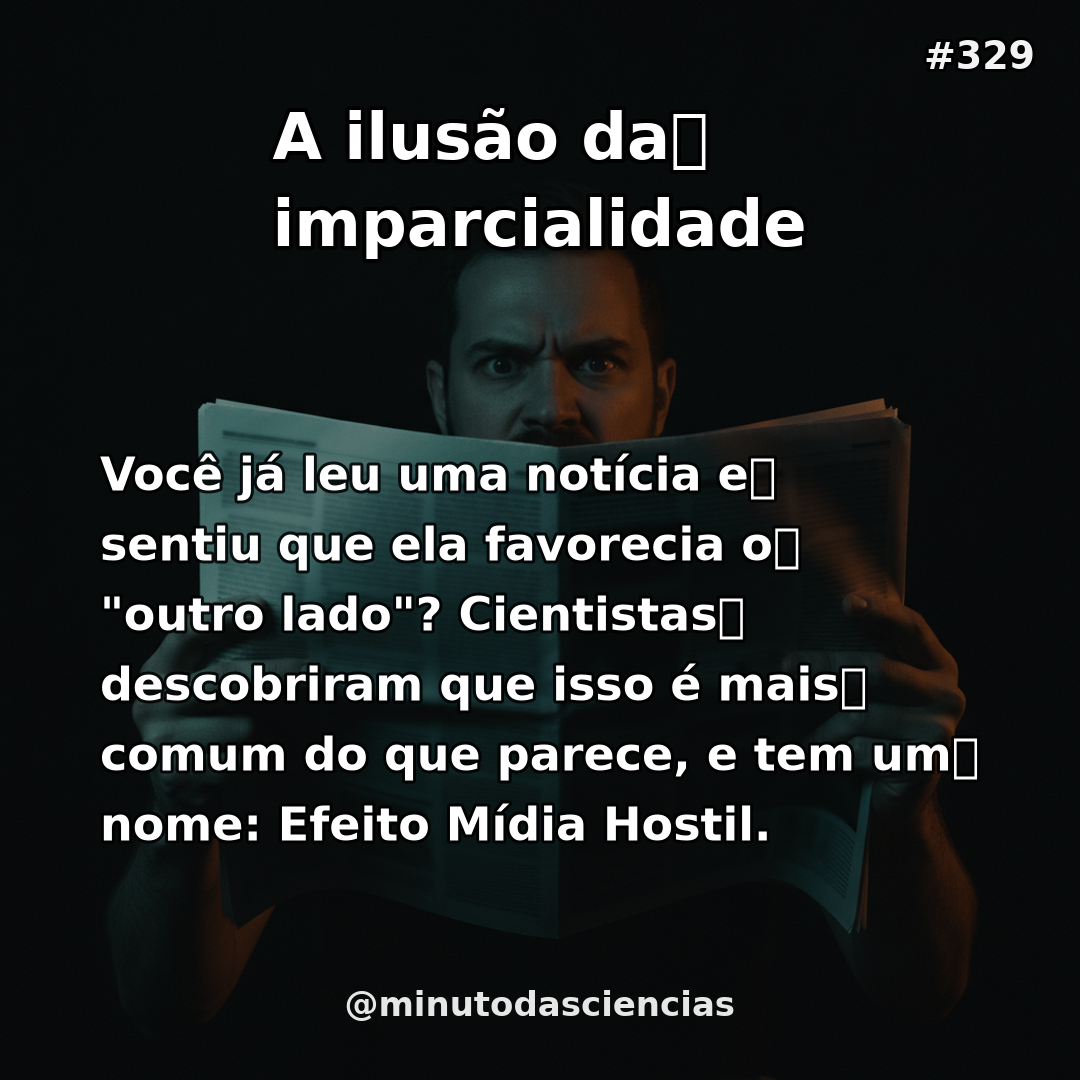 #329
A ilusão da
imparcialidade
Você já leu uma notícia e
sentiu que ela favorecia o
"outro lado"? Cientistas
descobriram que isso é mais
comum do que parece, e tem um
nome: Efeito Mídia Hostil.
@minutodasciencias